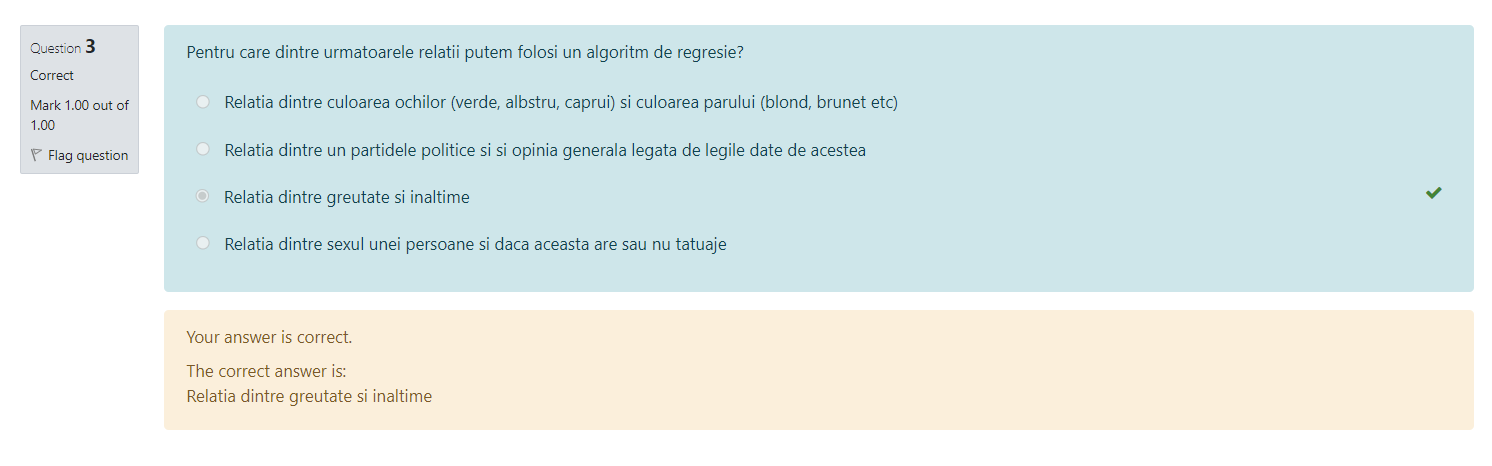 Question 3
Correct
Mark 1.00 out of
1.00
Flag question
Pentru care dintre urmatoarele relatii putem folosi un algoritm de regresie?
Relatia dintre culoarea ochilor (verde, albstru, caprui) si culoarea parului (blond, brunet etc)
Relatia dintre un partidele politice si si opinia generala legata de legile date de acestea
Relatia dintre greutate si inaltime
Relatia dintre sexul unei persoane si daca aceasta are sau nu tatuaje
Your answer is correct.
The correct answer is:
Relatia dintre greutate si inaltime